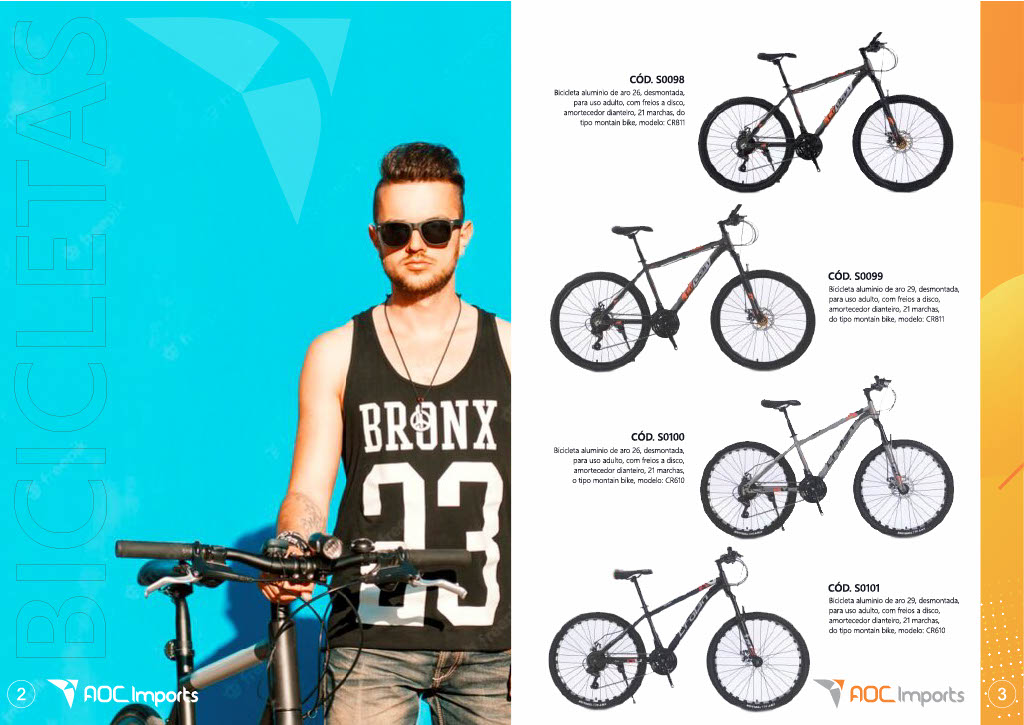 BICICLETAS
BRONX
23
2
AOC Imports
CÓD. S0098
Bicicleta aluminio de aro 26, desmontada,
para uso adulto, com freios a disco,
amortecedor dianteiro, 21 marchas, do
tipo montain bike, modelo: CR811
CÓD. S0099
Bicicleta aluminio de aro 29, desmontada,
para uso adulto, com freios a disco,
amortecedor dianteiro, 21 marchas,
do tipo montain bike, modelo: CR811
CÓD. S0100
Bicicleta aluminio de aro 26, desmontada,
para uso adulto, com freios a disco,
amortecedor dianteiro, 21 marchas,
o tipo montain bike, modelo: CR610
CÓD. S0101
Bicicleta aluminio de aro 29, desmontada,
para uso adulto, com freios a disco,
amortecedor dianteiro, 21 marchas,
do tipo montain bike, modelo: CR610
AOC Imports
3